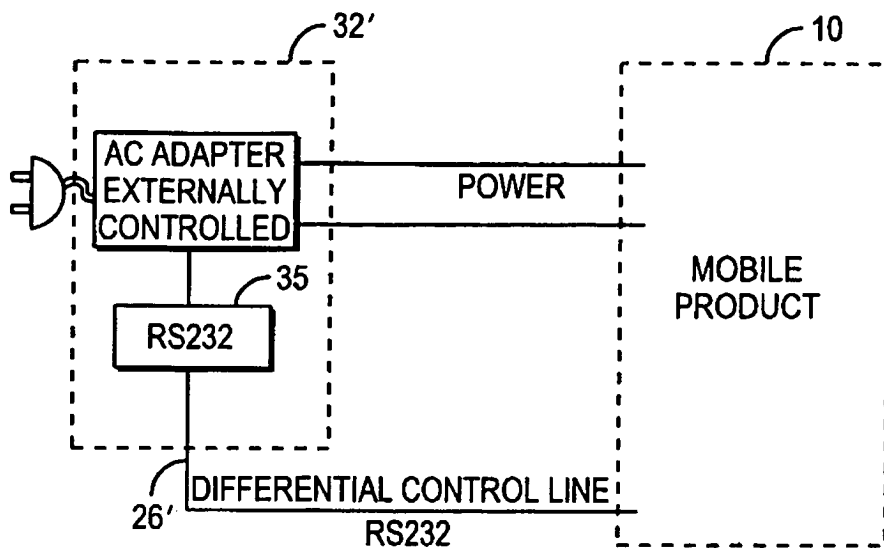 32′
10
AC ADAPTER
EXTERNALLY
CONTROLLED
POWER
MOBILE
PRODUCT
35
RS232
26′
DIFFERENTIAL CONTROL LINE
RS232